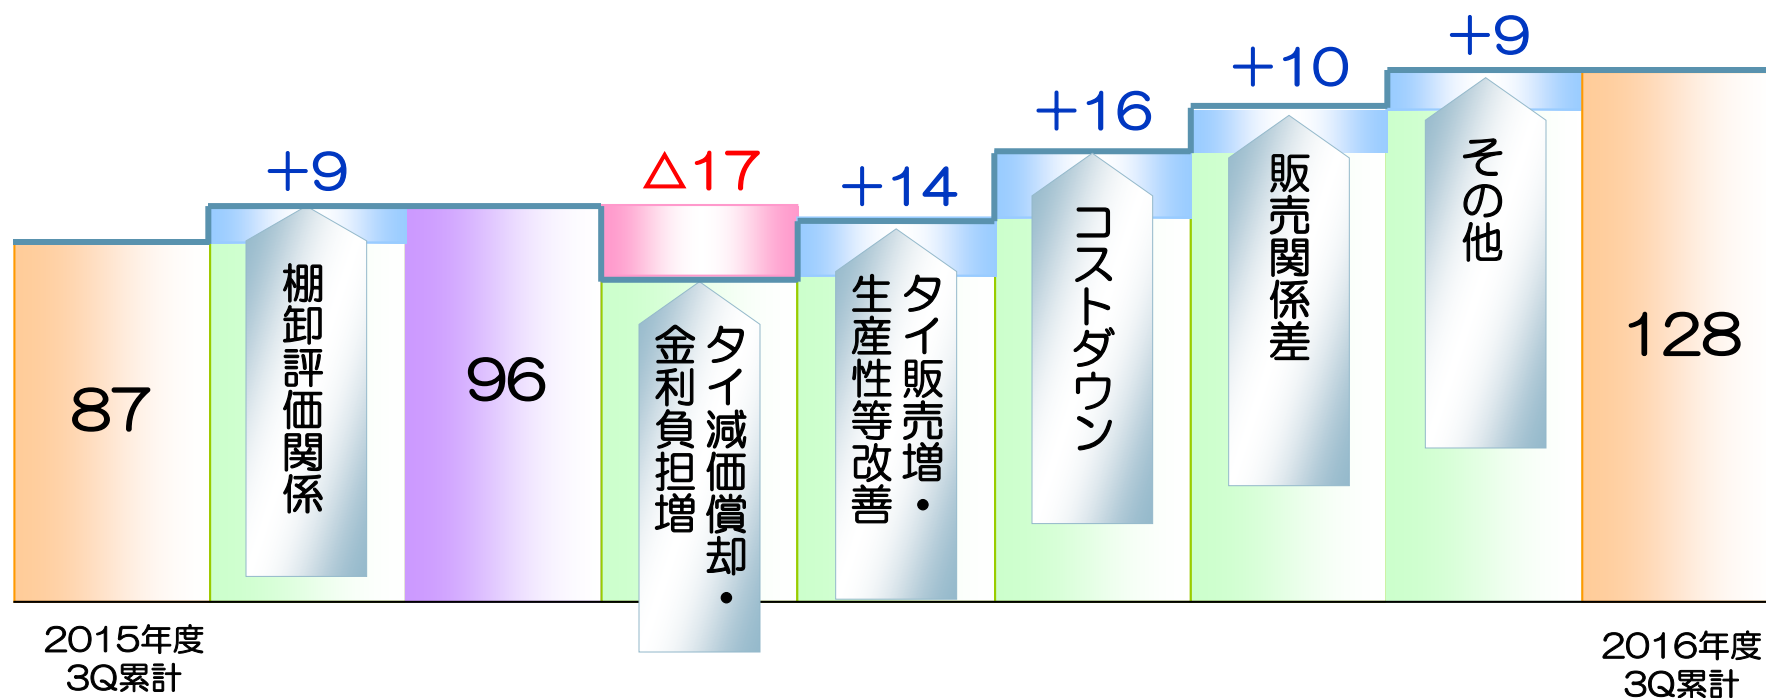 87
2015年度
3Q累計
+9
棚卸評価関係
96
△17
タイ減価償却・
金利負担増
+14
タイ販売増・
生産性等改善
+16
コストダウン
+10
販売関係差
+9
その他
128
2016年度
3Q累計